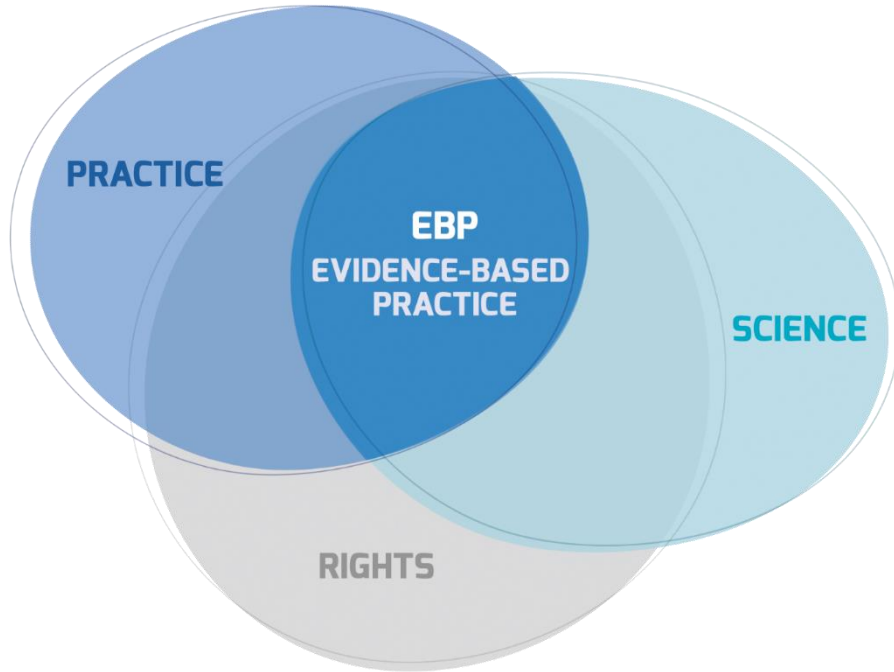 PRACTICE
EBP
EVIDENCE-BASED
PRACTICE
SCIENCE
RIGHTS